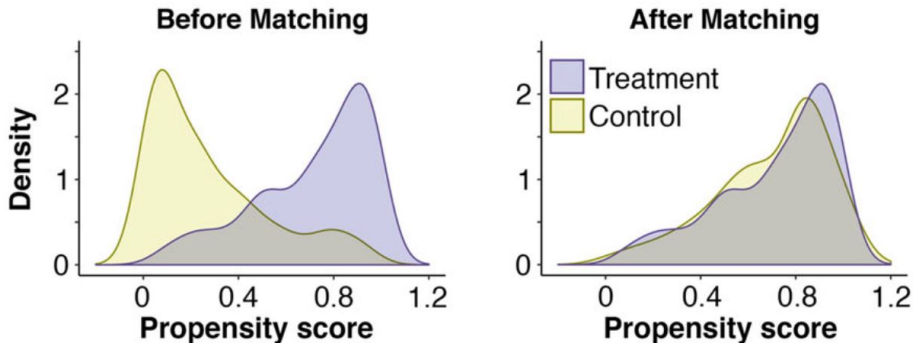 Before Matching
Density
2
1
0
0 0.4 0.8 1.2
Propensity score
After Matching
Treatment
Control
2
1
0
0 0.4 0.8 1.2
Propensity score